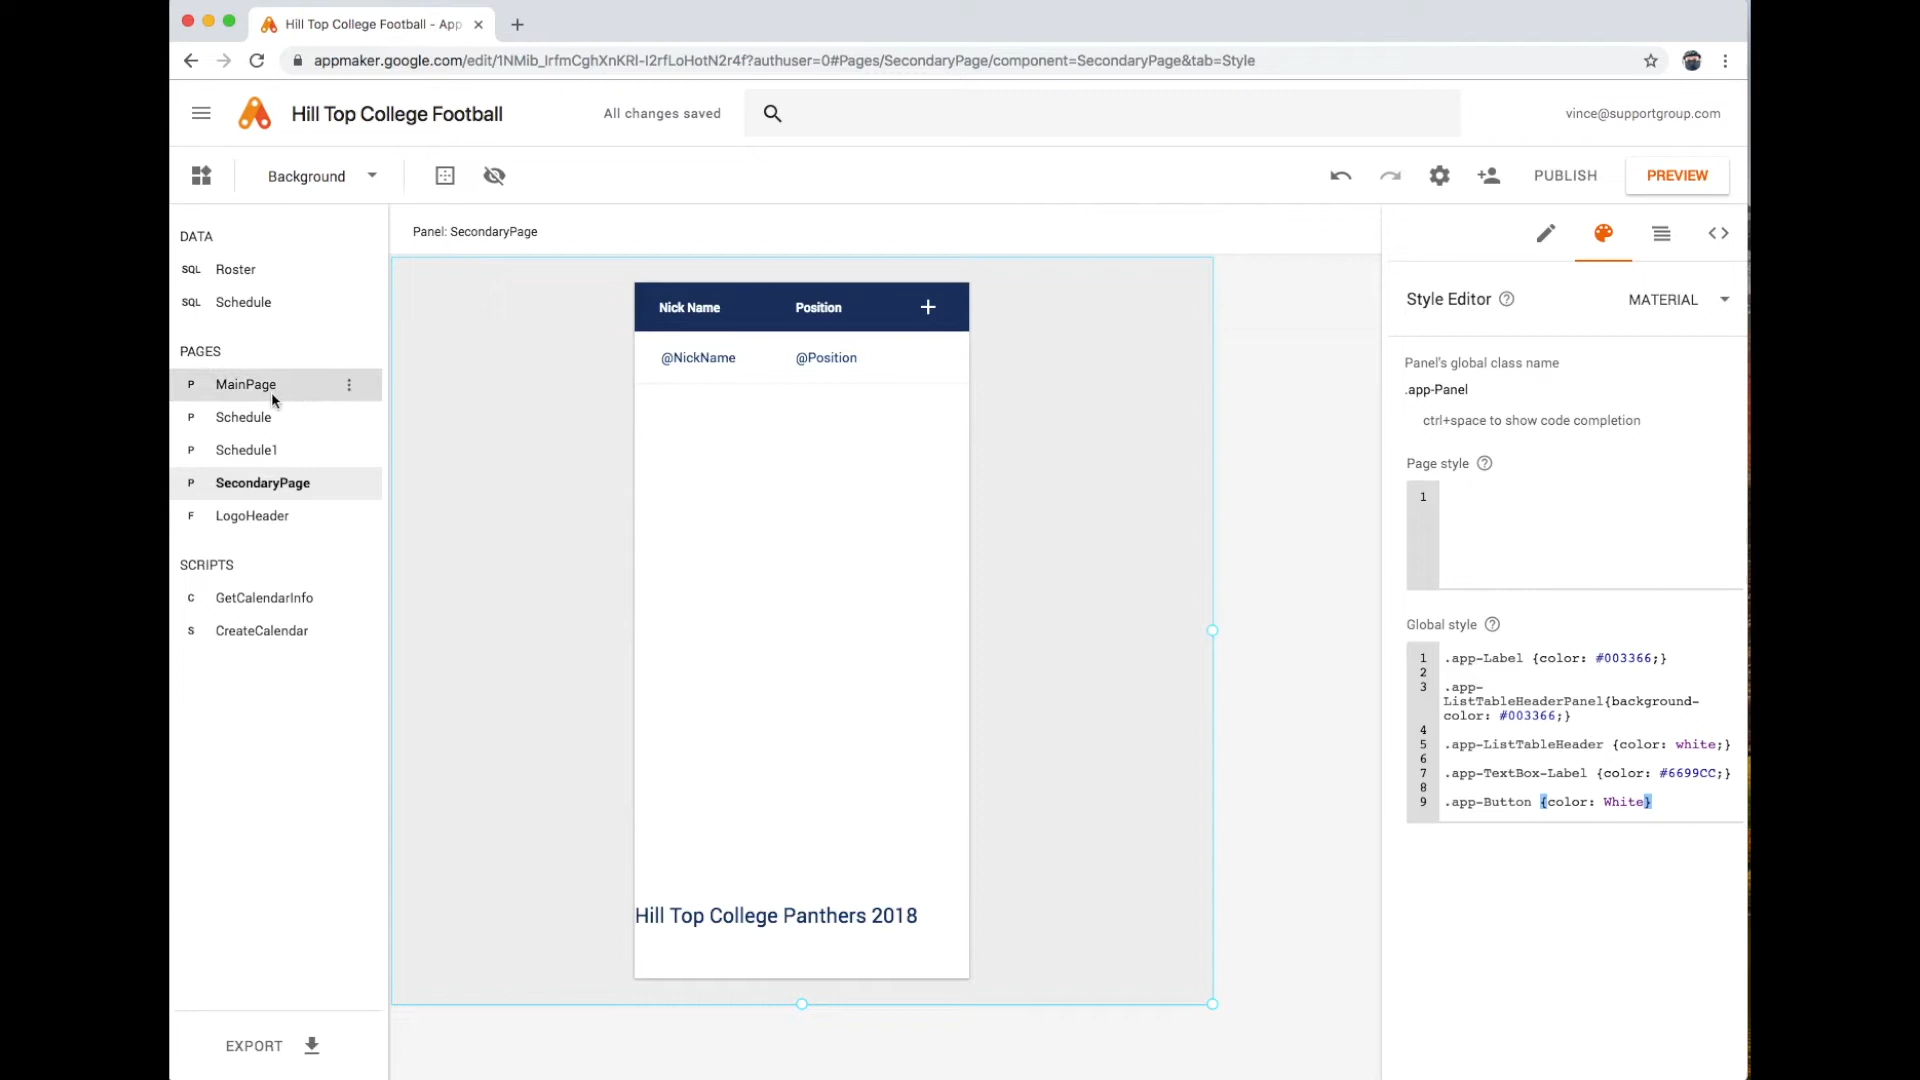 Hill Top College Football - App
appmaker.google.com/edit/1NMib_IrfmCghXnKRI-I2rfLoHotN2r4f?authuser=0#Pages/SecondaryPage/component=SecondaryPage&tab=Style
Hill Top College Football
All changes saved
vince@supportgroup.com
Background
PUBLISH
PREVIEW
DATA
SQL Roster
SQL Schedule
PAGES
P MainPage
P Schedule
P Schedule1
P SecondaryPage
F LogoHeader
SCRIPTS
C GetCalendarInfo
S CreateCalendar
EXPORT
Panel: SecondaryPage
Nick Name Position +
@NickName @Position
Hill Top College Panthers 2018
Style Editor ? MATERIAL
Panel's global class name
.app-Panel
ctrl+space to show code completion
Page style ?
1
Global style ?
1 .app-Label {color: #003366;}
2
3 .app-
ListTableHeaderPanel{background-
color: #003366;}
4
5 .app-ListTableHeader {color: white;}
6
7 .app-TextBox-Label {color: #6699CC;}
8
9 .app-Button {color: White}